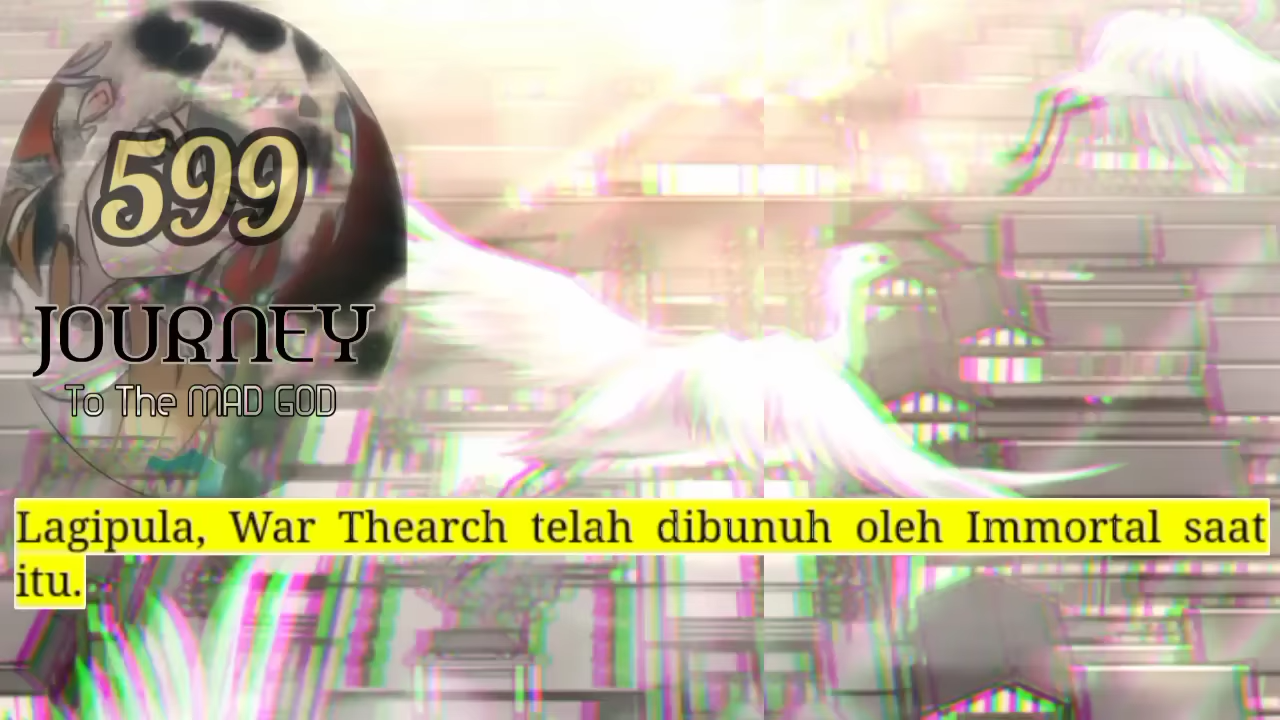 599
JOURNEY
To The MAD GOD
Lagipula, War Thearch telah dibunuh oleh Immortal saat
itu.